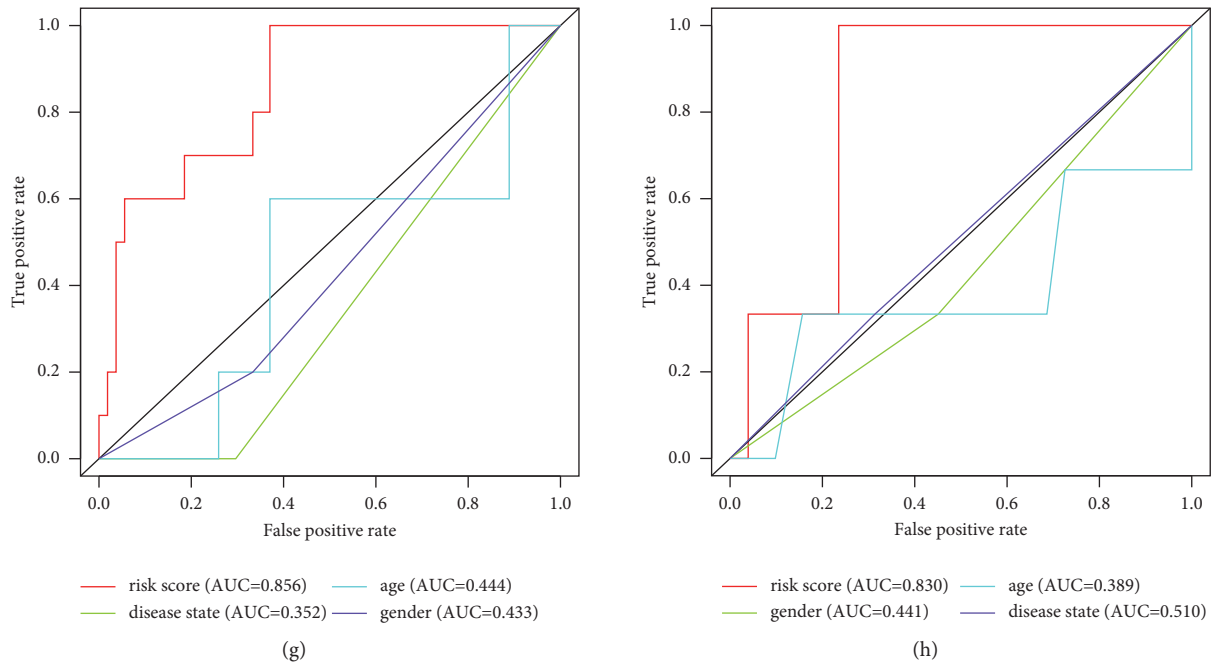 1.0
0.8
0.6
0.4
0.2
0.0
True positive rate
0.0 0.2 0.4 0.6 0.8 1.0
False positive rate
risk score (AUC=0.856) age (AUC=0.444)
disease state (AUC=0.352) gender (AUC=0.433)
(g)
1.0
0.8
0.6
0.4
0.2
0.0
True positive rate
0.0 0.2 0.4 0.6 0.8 1.0
False positive rate
risk score (AUC=0.830) age (AUC=0.389)
gender (AUC=0.441) disease state (AUC=0.510)
(h)